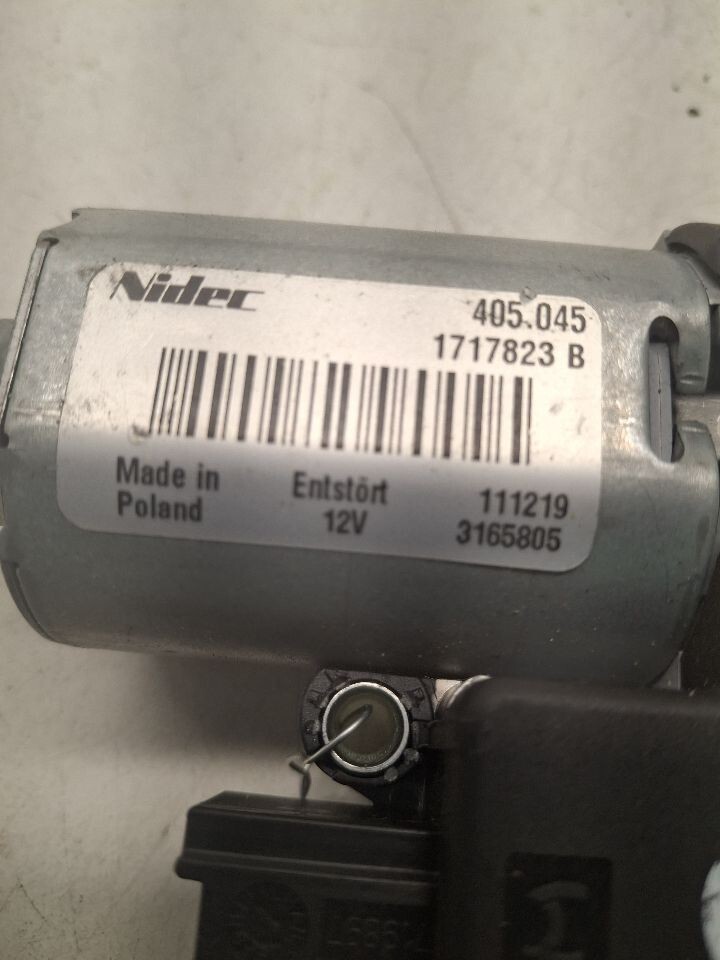 Nidec
405.045
1717823 B
Made in
Poland
Entstört
12V
111219
3165805